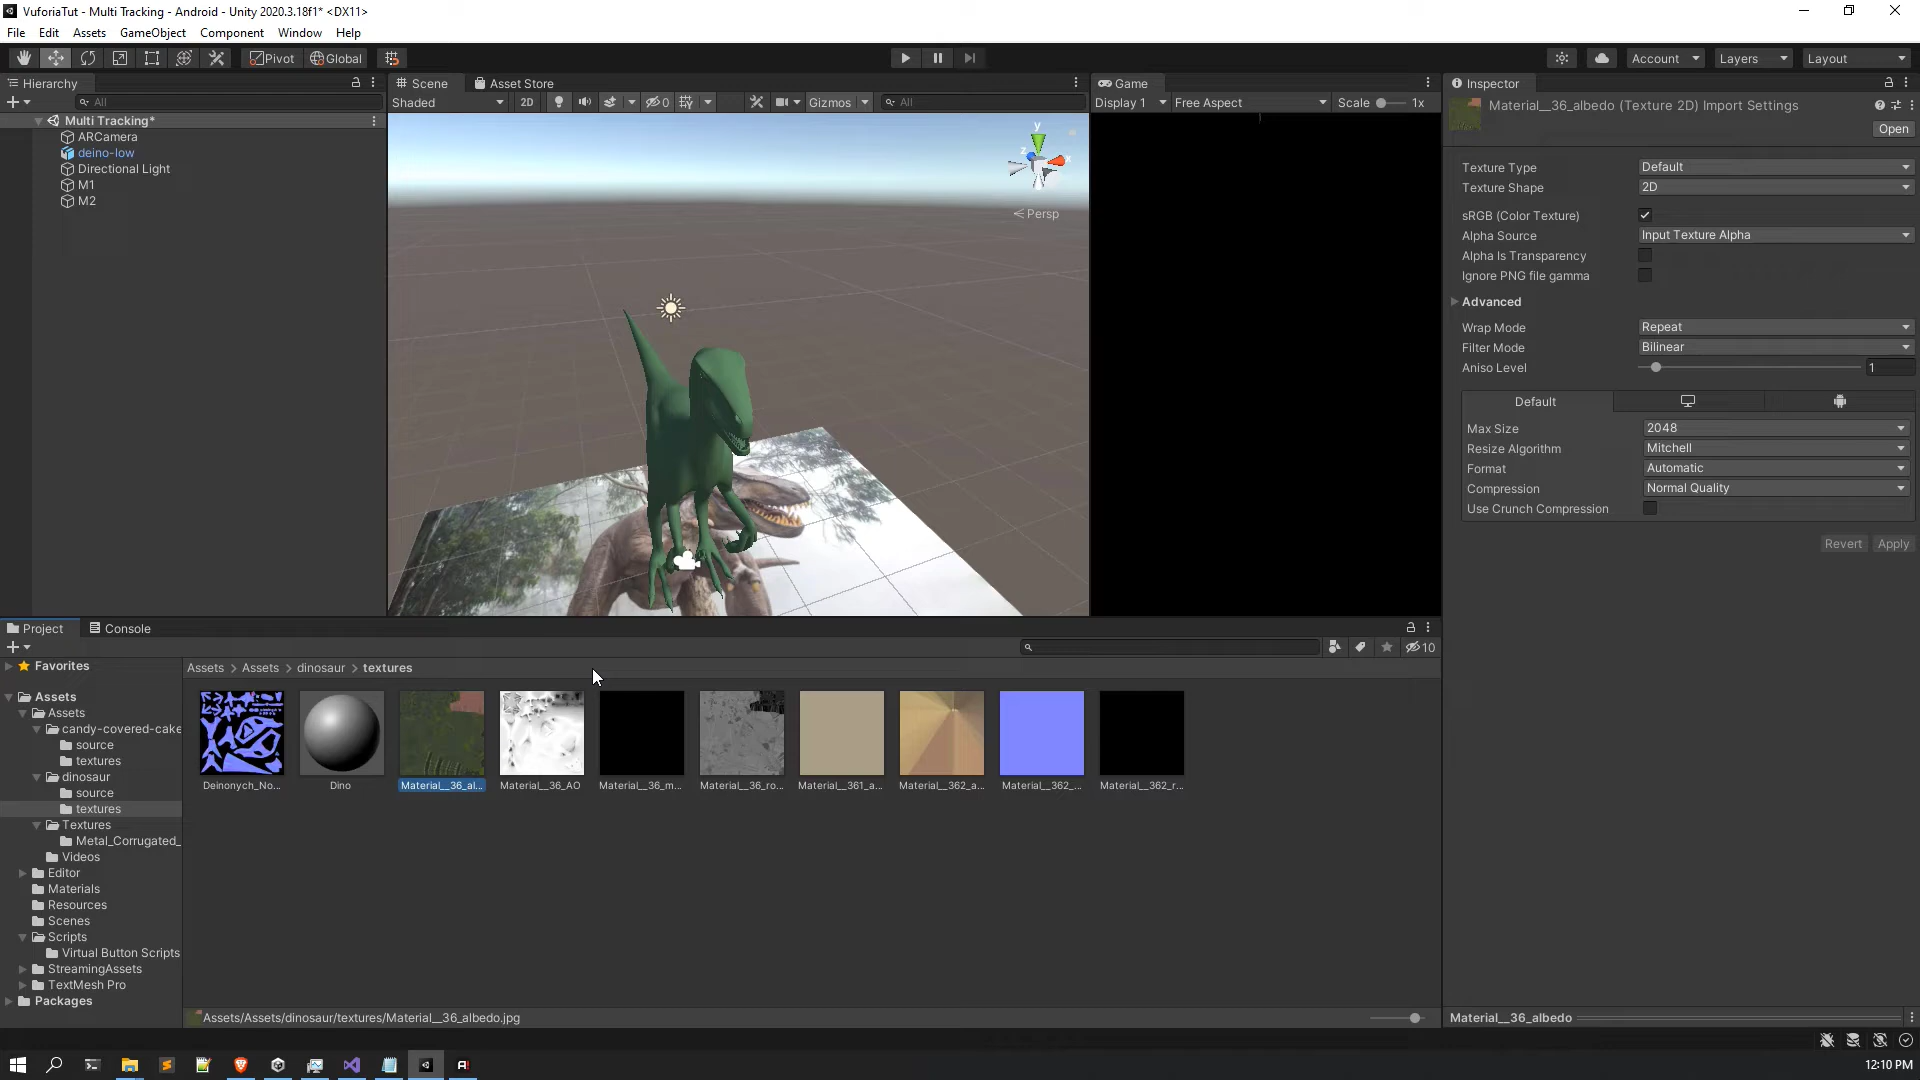 VuforiaTut - Multi Tracking - Android - Unity 2020.3.18f1* <DX11>
File Edit Assets GameObject Component Window Help
Pivot Global Account Layers Layout
Hierarchy
All
Multi Tracking*
ARCamera
deino-low
Directional Light
M1
M2
Scene Asset Store
Shaded 2D 0 Gizmos All
y
x
z
Persp
Game
Display 1 Free Aspect Scale 1x
Inspector
Material__36_albedo (Texture 2D) Import Settings
Open
Texture Type Default
Texture Shape 2D
sRGB (Color Texture)
Alpha Source Input Texture Alpha
Alpha Is Transparency
Ignore PNG file gamma
Advanced
Wrap Mode Repeat
Filter Mode Bilinear
Aniso Level 1
Default
Max Size 2048
Resize Algorithm Mitchell
Format Automatic
Compression Normal Quality
Use Crunch Compression
Revert Apply
Project Console
10
Favorites
Assets
Assets
candy-covered-cake
source
textures
dinosaur
source
textures
Textures
Metal_Corrugated_
Videos
Editor
Materials
Resources
Scenes
Scripts
Virtual Button Scripts
StreamingAssets
TextMesh Pro
Packages
Assets > Assets > dinosaur > textures
Deinonych_No... Dino Material__36_al... Material__36_AO Material__36_m... Material__36_ro... Material__361_a... Material__362_a... Material__362_... Material__362_r...
Assets/Assets/dinosaur/textures/Material__36_albedo.jpg
Material__36_albedo
12:10 PM